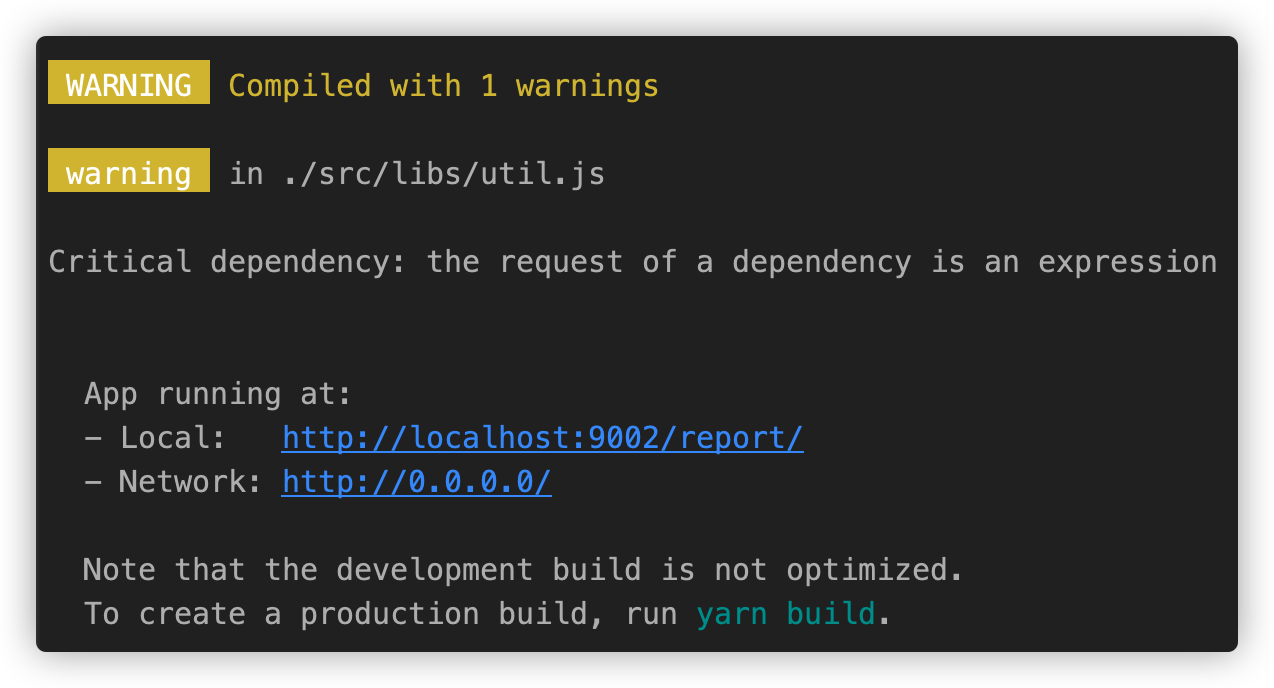 WARNING Compiled with 1 warnings
warning in ./src/libs/util.js
Critical dependency: the request of a dependency is an expression
App running at:
- Local: http://localhost:9002/report/
- Network: http://0.0.0.0/
Note that the development build is not optimized.
To create a production build, run yarn build.